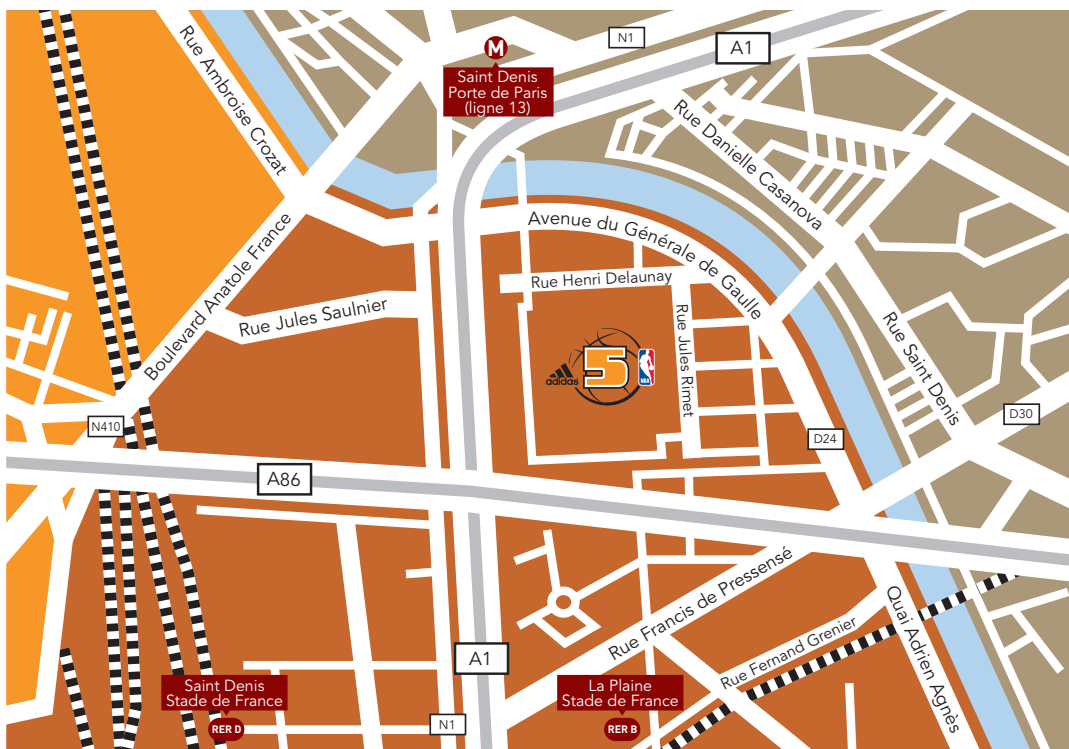 N1
A1
M
Saint Denis
Porte de Paris
(ligne 13)
Rue Ambroise Crozat
Rue Danielle Casanova
Boulevard Anatole France
Avenue du Générale de Gaulle
Rue Henri Delaunay
Rue Jules Saulnier
Rue Jules Rimet
Rue Saint Denis
adidas
5
NBA
N410
D30
D24
A86
Rue Francis de Pressensé
Rue Fernand Grenier
Quai Adrien Agnès
A1
Saint Denis
Stade de France
RER D
N1
La Plaine
Stade de France
RER B